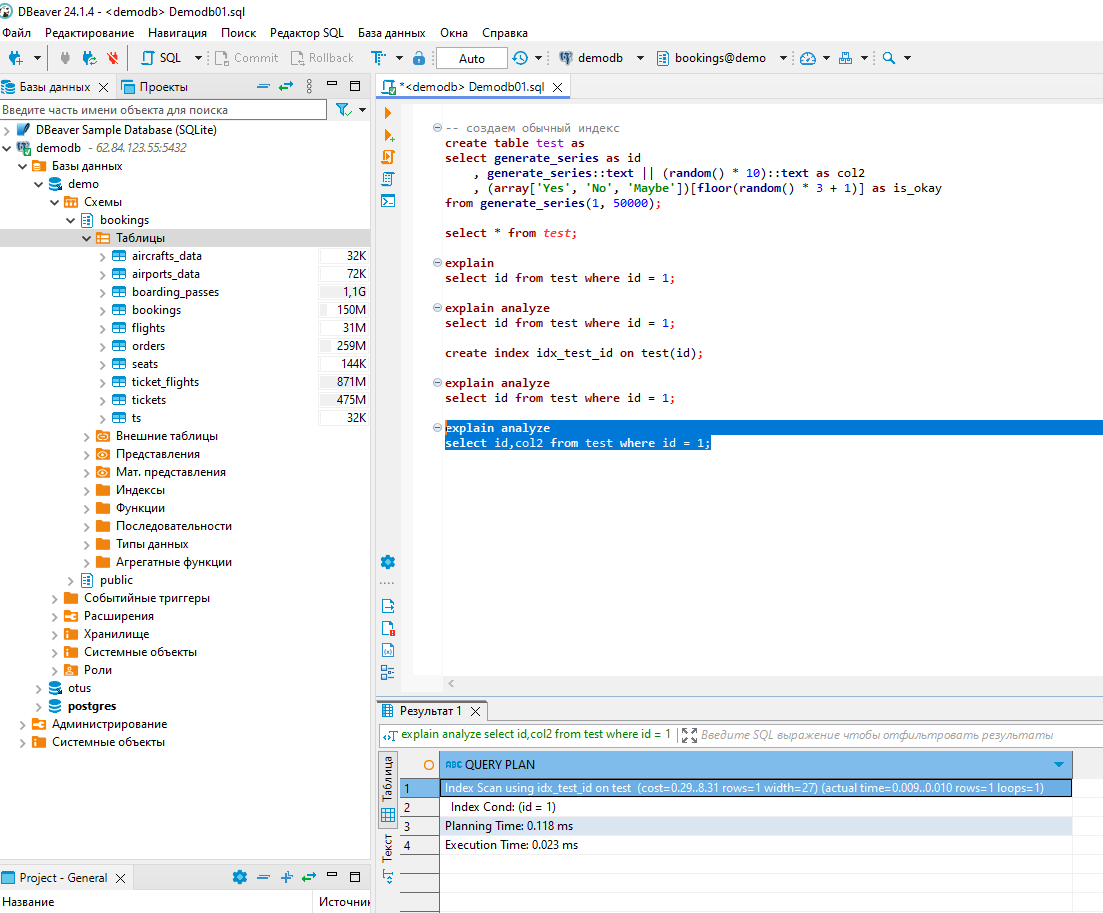 DBeaver 24.1.4 - <demodb> Demodb01.sql
Файл Редактирование Навигация Поиск Редактор SQL База данных Окна Справка
SQL Commit Rollback Auto demodb bookings@demo
Базы данных Проекты
Введите часть имени объекта для поиска
DBeaver Sample Database (SQLite)
demodb - 62.84.123.55:5432
Базы данных
demo
Схемы
bookings
Таблицы
aircrafts_data 32K
airports_data 72K
boarding_passes 1,1G
bookings 150M
flights 31M
orders 259M
seats 144K
ticket_flights 871M
tickets 475M
ts 32K
Внешние таблицы
Представления
Мат. представления
Индексы
Функции
Последовательности
Типы данных
Агрегатные функции
public
Событийные триггеры
Расширения
Хранилище
Системные объекты
Роли
otus
postgres
Администрирование
Системные объекты
Project - General
Название Источник
*<demodb> Demodb01.sql
-- создаем обычный индекс
create table test as
select generate_series as id
, generate_series::text || (random() * 10)::text as col2
, (array['Yes', 'No', 'Maybe'])[floor(random() * 3 + 1)] as is_okay
from generate_series(1, 50000);
select * from test;
explain
select id from test where id = 1;
explain analyze
select id from test where id = 1;
create index idx_test_id on test(id);
explain analyze
select id from test where id = 1;
explain analyze
select id,col2 from test where id = 1;
Результат 1
explain analyze select id,col2 from test where id = 1 Введите SQL выражение чтобы отфильтровать результаты
Таблица
Текст
ABC QUERY PLAN
1 Index Scan using idx_test_id on test (cost=0.29..8.31 rows=1 width=27) (actual time=0.009..0.010 rows=1 loops=1)
2 Index Cond: (id = 1)
3 Planning Time: 0.118 ms
4 Execution Time: 0.023 ms